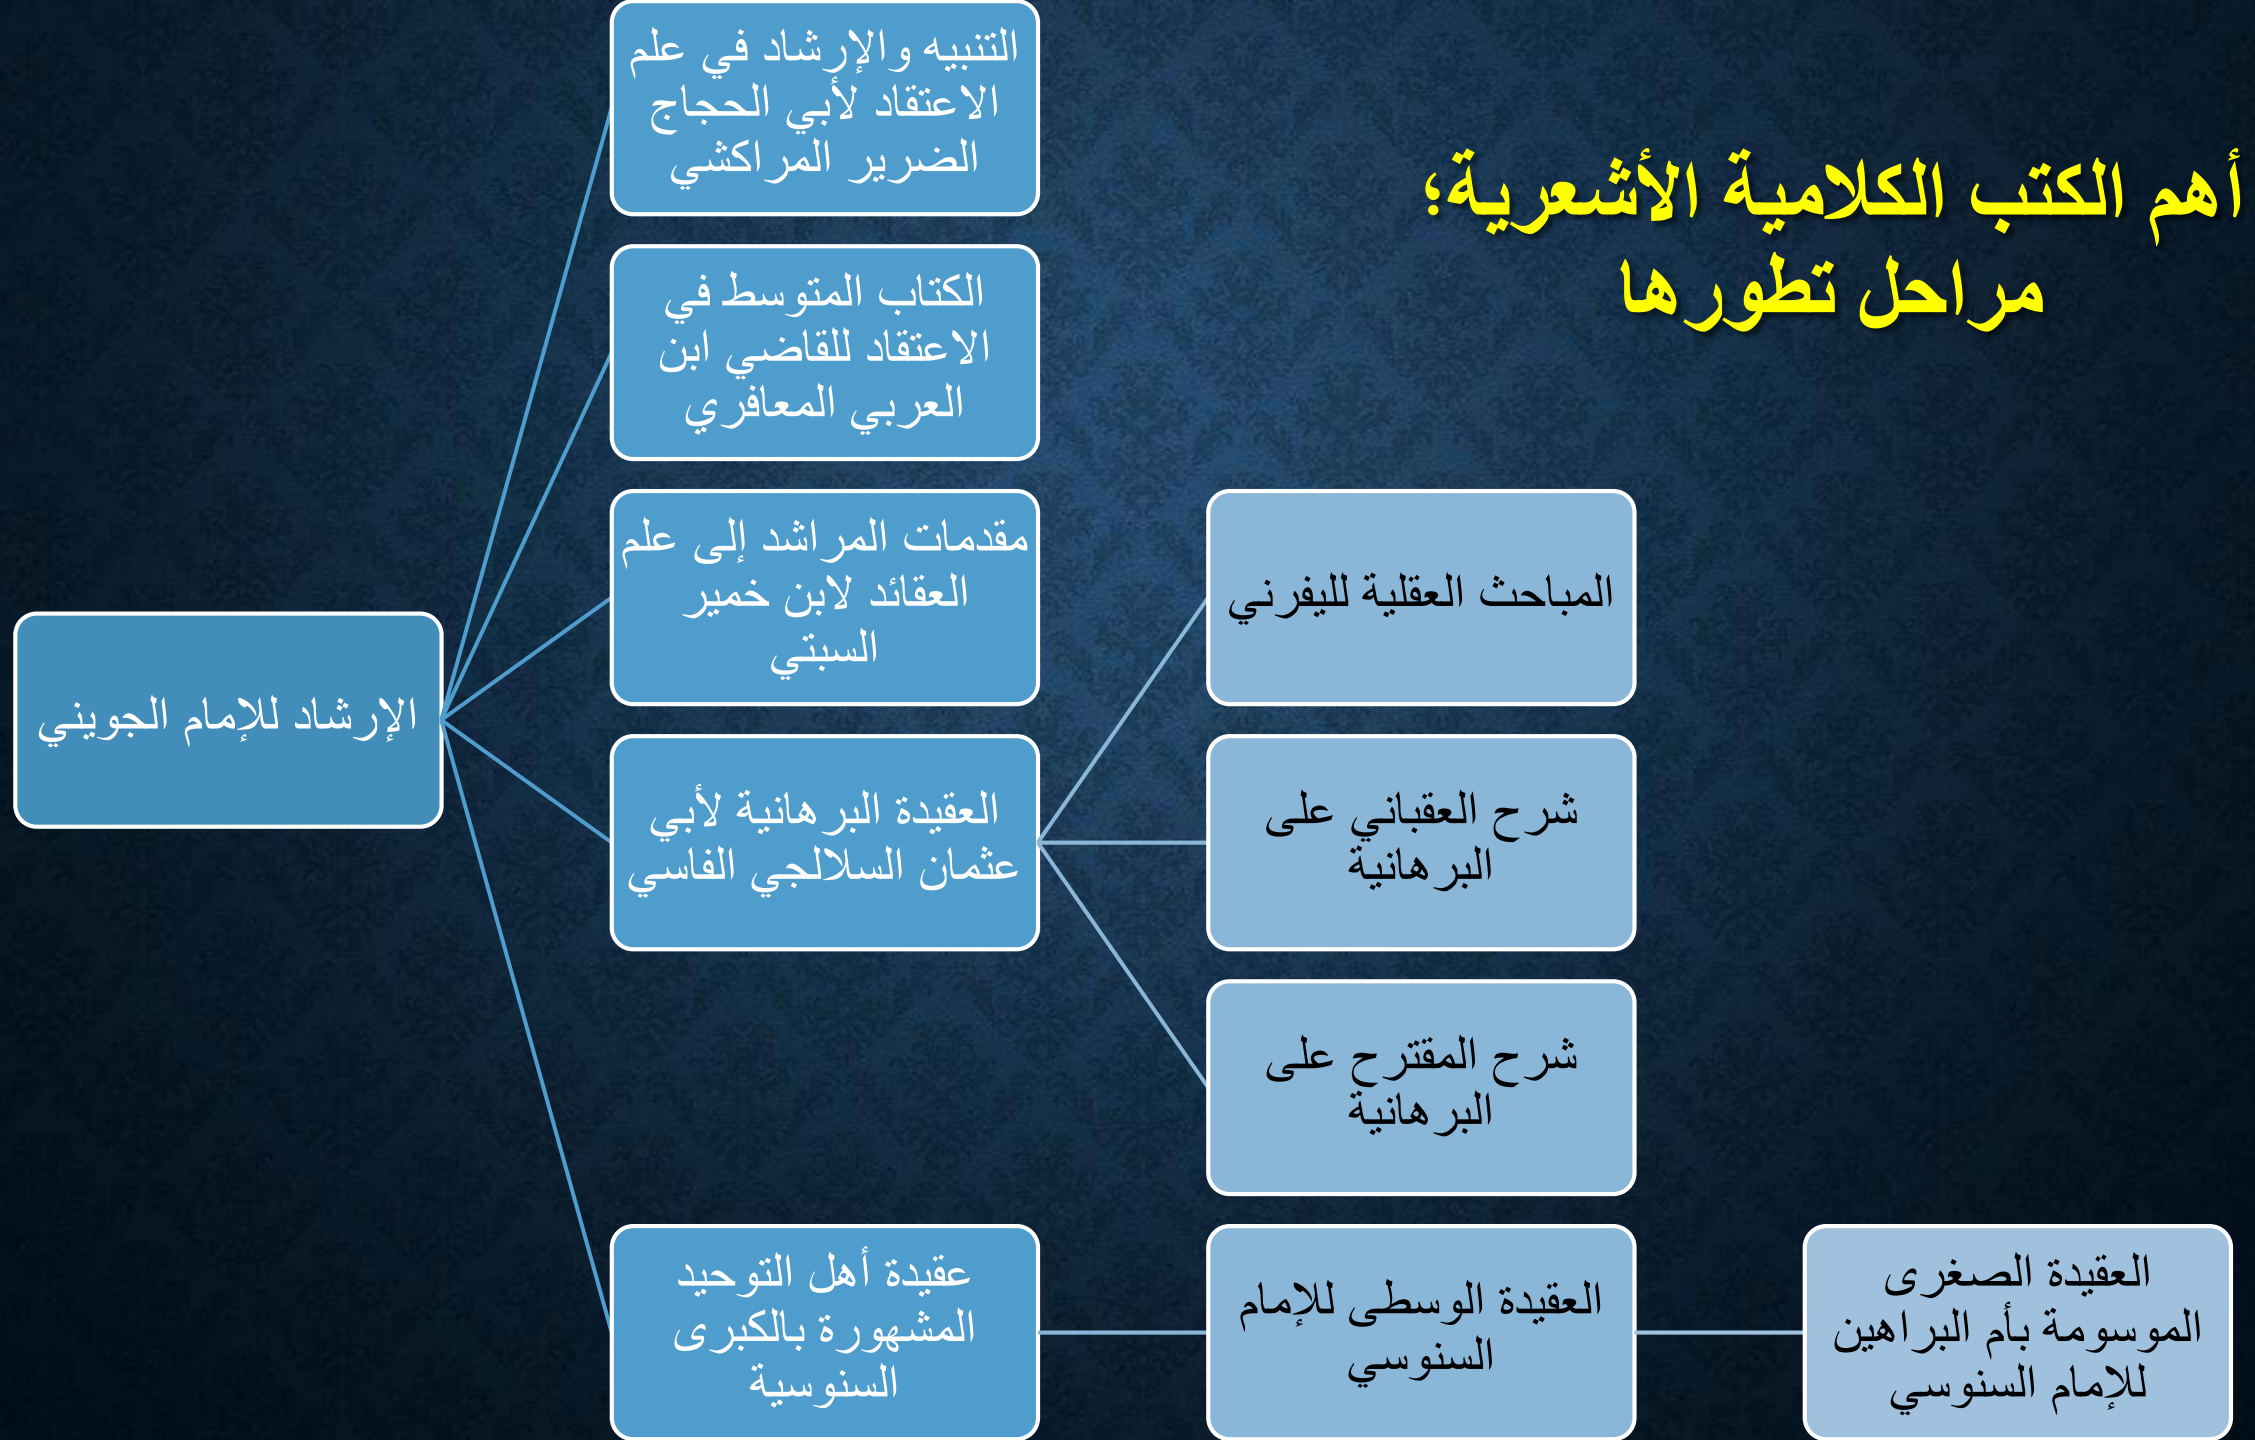 أهم الكتب الكلامية الأشعرية؛
مراحل تطورها
الإرشاد للإمام الجويني
التنبيه والإرشاد في علم
الاعتقاد لأبي الحجاج
الضرير المراكشي
الكتاب المتوسط في
الاعتقاد للقاضي ابن
العربي المعافري
مقدمات المراشد إلى علم
العقائد لابن خمير
السبتي
العقيدة البرهانية لأبي
عثمان السلالجي الفاسي
المباحث العقلية لليفرني
شرح العقباني على
البرهانية
شرح المقترح على
البرهانية
عقيدة أهل التوحيد
المشهورة بالكبرى
السنوسية
العقيدة الوسطى للإمام
السنوسي
العقيدة الصغرى
الموسومة بأم البراهين
للإمام السنوسي